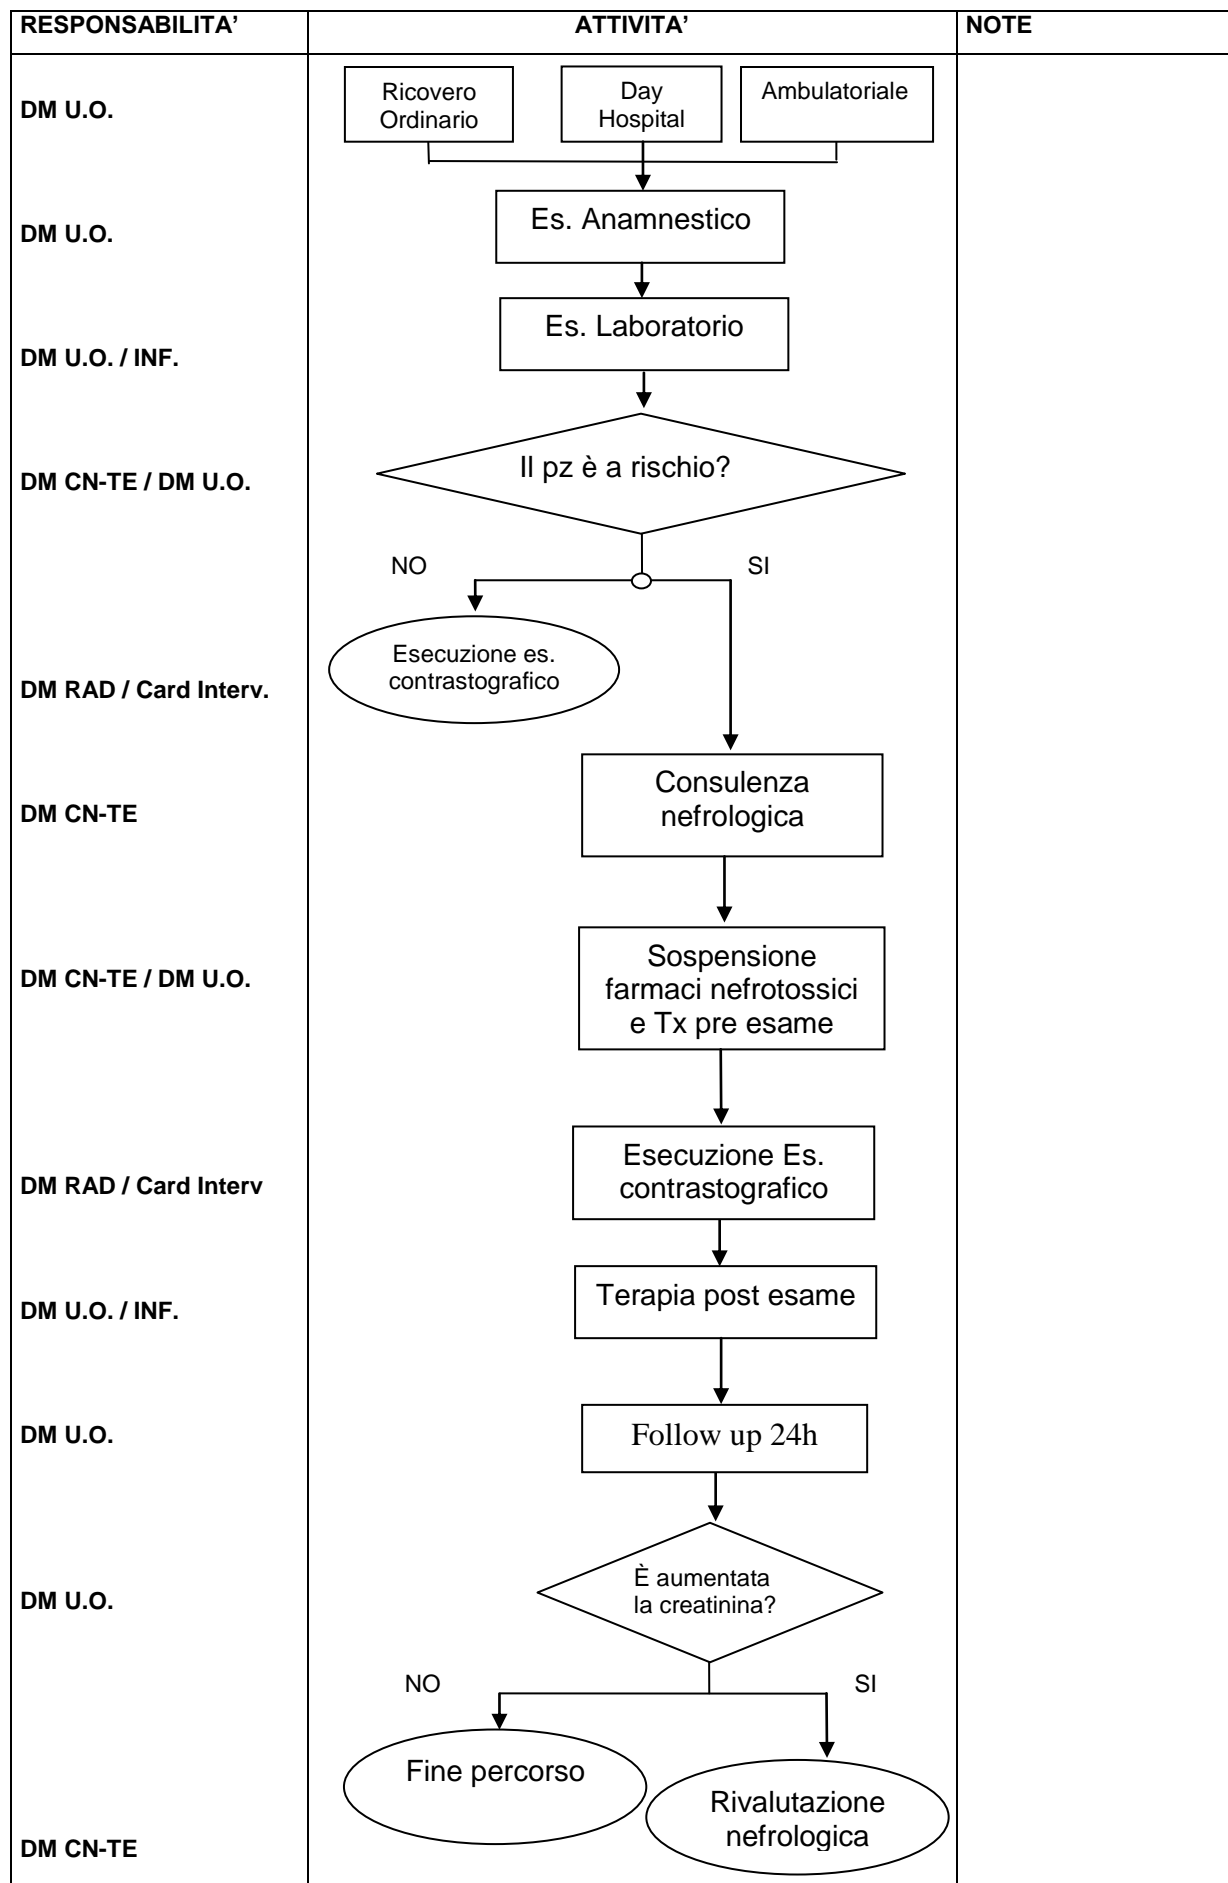 RESPONSABILITA’
ATTIVITA’
NOTE
DM U.O.
Ricovero
Ordinario
Day
Hospital
Ambulatoriale
DM U.O.
Es. Anamnestico
DM U.O. / INF.
Es. Laboratorio
DM CN-TE / DM U.O.
Il pz è a rischio?
NO
SI
DM RAD / Card Interv.
Esecuzione es.
contrastografico
DM CN-TE
Consulenza
nefrologica
DM CN-TE / DM U.O.
Sospensione
farmaci nefrotossici
e Tx pre esame
DM RAD / Card Interv
Esecuzione Es.
contrastografico
DM U.O. / INF.
Terapia post esame
DM U.O.
Follow up 24h
DM U.O.
È aumentata
la creatinina?
NO
SI
Fine percorso
DM CN-TE
Rivalutazione
nefrologica